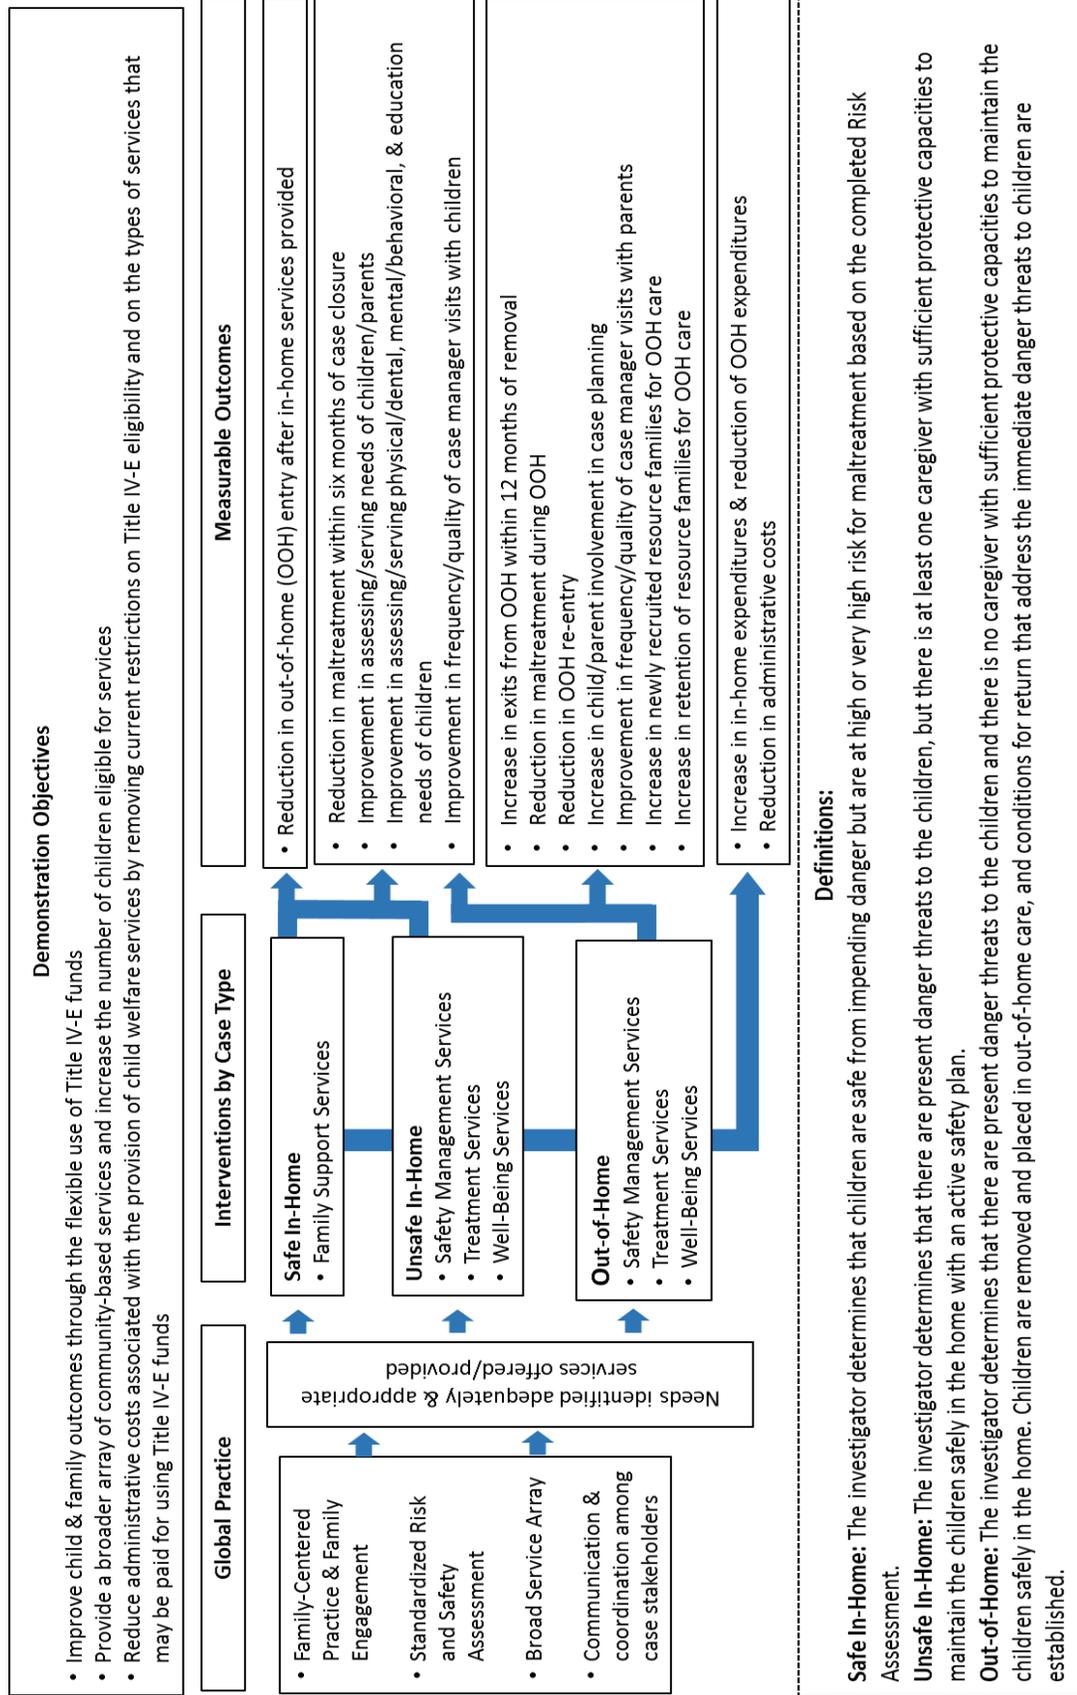 Demonstration Objectives
• Improve child & family outcomes through the flexible use of Title IV-E funds
• Provide a broader array of community-based services and increase the number of children eligible for services
• Reduce administrative costs associated with the provision of child welfare services by removing current restrictions on Title IV-E eligibility and on the types of services that
may be paid for using Title IV-E funds
Global Practice
Interventions by Case Type
Measurable Outcomes
• Family-Centered
Practice & Family
Engagement
• Standardized Risk
and Safety
Assessment
• Broad Service Array
• Communication &
coordination among
case stakeholders
Needs identified adequately & appropriate
services offered/provided
Safe In-Home
• Family Support Services
Unsafe In-Home
• Safety Management Services
• Treatment Services
• Well-Being Services
Out-of-Home
• Safety Management Services
• Treatment Services
• Well-Being Services
• Reduction in out-of-home (OOH) entry after in-home services provided
• Reduction in maltreatment within six months of case closure
• Improvement in assessing/serving needs of children/parents
• Improvement in assessing/serving physical/dental, mental/behavioral, & education
needs of children
• Improvement in frequency/quality of case manager visits with children
• Increase in exits from OOH within 12 months of removal
• Reduction in maltreatment during OOH
• Reduction in OOH re-entry
• Increase in child/parent involvement in case planning
• Improvement in frequency/quality of case manager visits with parents
• Increase in newly recruited resource families for OOH care
• Increase in retention of resource families for OOH care
• Increase in in-home expenditures & reduction of OOH expenditures
• Reduction in administrative costs
Definitions:
Safe In-Home: The investigator determines that children are safe from impending danger but are at high or very high risk for maltreatment based on the completed Risk
Assessment.
Unsafe In-Home: The investigator determines that there are present danger threats to the children, but there is at least one caregiver with sufficient protective capacities to
maintain the children safely in the home with an active safety plan.
Out-of-Home: The investigator determines that there are present danger threats to the children and there is no caregiver with sufficient protective capacities to maintain the
children safely in the home. Children are removed and placed in out-of-home care, and conditions for return that address the immediate danger threats to children are
established.